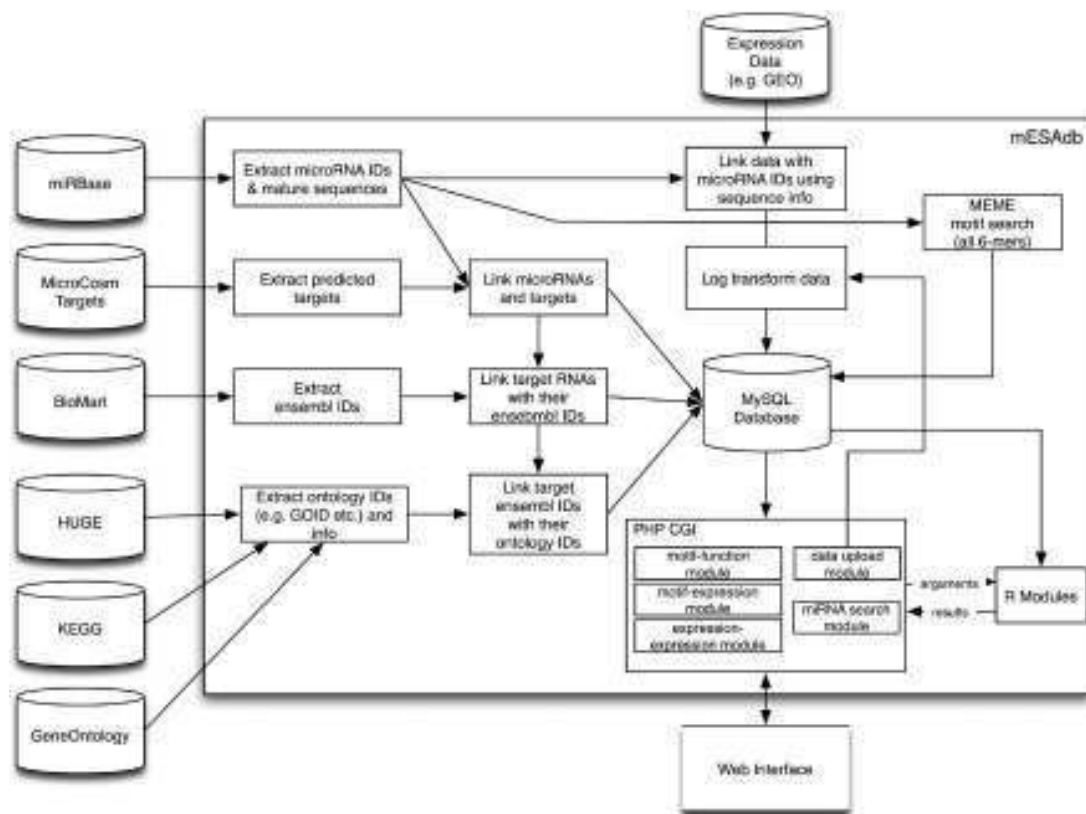 Expression
Data
(e.g. GEO)
mESAdb
miRBase
Extract microRNA IDs
& mature sequences
Link data with
microRNA IDs using
sequence info
MEME
motif search
(all 6-mers)
MicroCosm
Targets
Extract predicted
targets
Link microRNAs
and targets
Log transform data
BioMart
Extract
ensembl IDs
Link target RNAs
with their
ensebmbl IDs
MySQL
Database
HUGE
Extract ontology IDs
(e.g. GOID etc.) and
info
Link target
ensembl IDs
with their
ontology IDs
PHP CGI
motif-function
module
data upload
module
motif-expression
module
miRNA search
module
expression-
expression module
arguments
results
R Modules
KEGG
GeneOntology
Web Interface